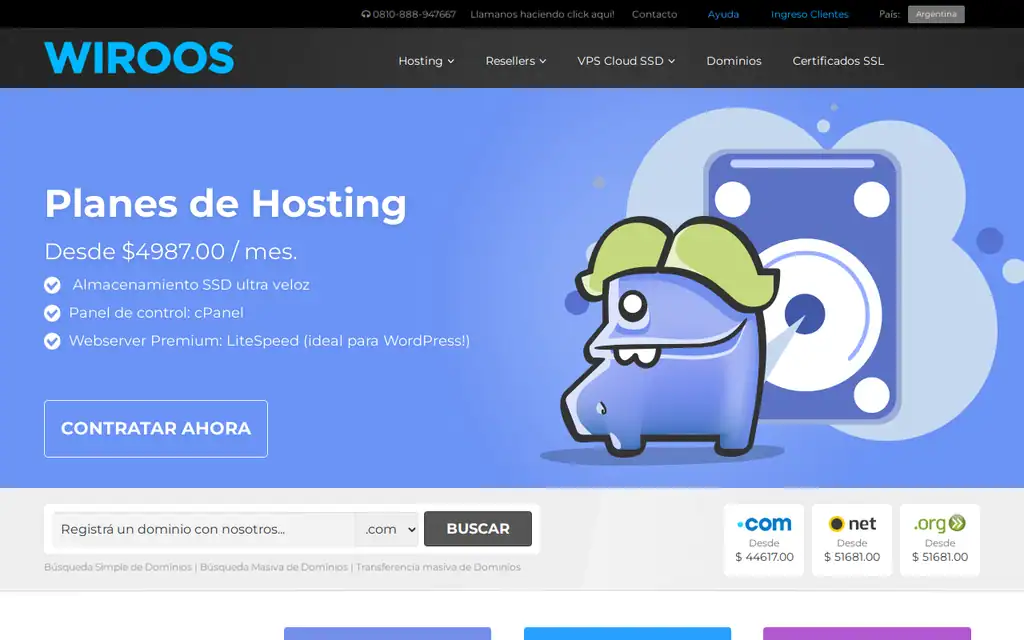 0810-888-947667 Llamanos haciendo click aquí! Contacto Ayuda Ingreso Clientes País: Argentina
WIROOS Hosting Resellers VPS Cloud SSD Dominios Certificados SSL
Planes de Hosting
Desde $4987.00 / mes.
Almacenamiento SSD ultra veloz
Panel de control: cPanel
Webserver Premium: LiteSpeed (ideal para WordPress!)
CONTRATAR AHORA
Registrá un dominio con nosotros... .com BUSCAR
Búsqueda Simple de Dominios | Búsqueda Masiva de Dominios | Transferencia masiva de Dominios
.com net .org
Desde Desde Desde
$ 44617.00 $ 51681.00 $ 51681.00